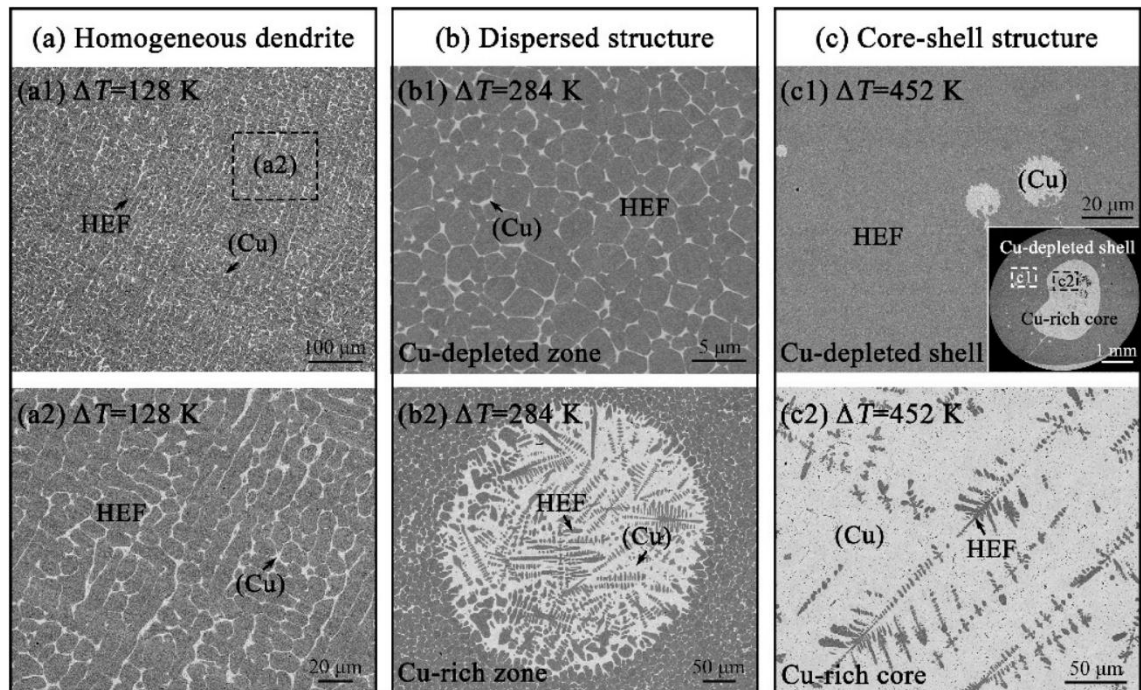 (a) Homogeneous dendrite
(a1) ΔT=128 K
(a2)
HEF
(Cu)
100 μm
(a2) ΔT=128 K
HEF
(Cu)
20 μm
(b) Dispersed structure
(b1) ΔT=284 K
HEF
(Cu)
Cu-depleted zone
5 μm
(b2) ΔT=284 K
HEF
(Cu)
Cu-rich zone
50 μm
(c) Core-shell structure
(c1) ΔT=452 K
(Cu)
20 μm
HEF
Cu-depleted shell
c1
c2
Cu-rich core
1 mm
Cu-depleted shell
(c2) ΔT=452 K
(Cu)
HEF
Cu-rich core
50 μm